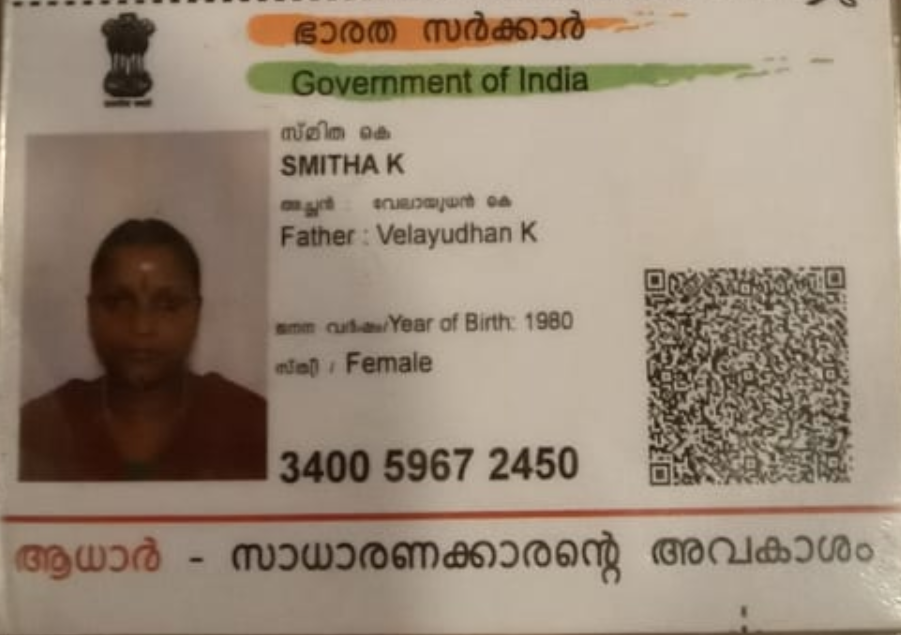 ഭാരത സർക്കാർ
Government of India
സ്മിത കെ
SMITHA K
അച്ഛൻ : വേലായുധൻ കെ
Father : Velayudhan K
ജനന വർഷം/Year of Birth: 1980
സ്ത്രീ / Female
3400 5967 2450
ആധാർ - സാധാരണക്കാരന്റെ അവകാശം